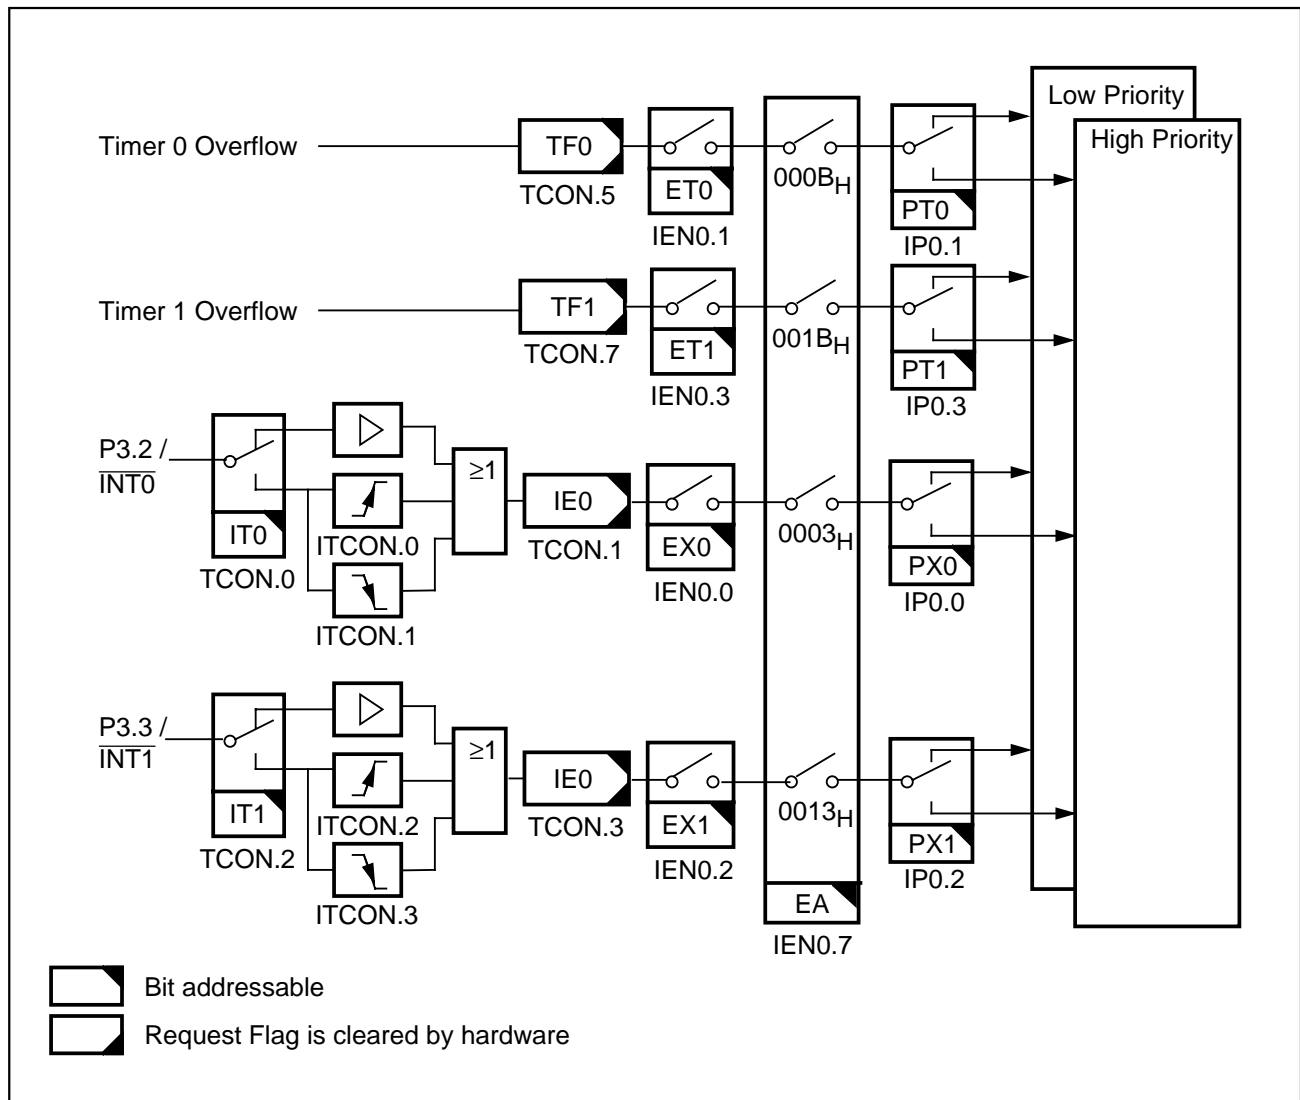 Low Priority
High Priority
Timer 0 Overflow
TF0
TCON.5
ET0
IEN0.1
000BH
PT0
IP0.1
Timer 1 Overflow
TF1
TCON.7
ET1
IEN0.3
001BH
PT1
IP0.3
P3.2 /
INT0
IT0
TCON.0
ITCON.0
ITCON.1
≥1
IE0
TCON.1
EX0
IEN0.0
0003H
PX0
IP0.0
P3.3 /
INT1
IT1
TCON.2
ITCON.2
ITCON.3
≥1
IE0
TCON.3
EX1
IEN0.2
0013H
PX1
IP0.2
EA
IEN0.7
Bit addressable
Request Flag is cleared by hardware